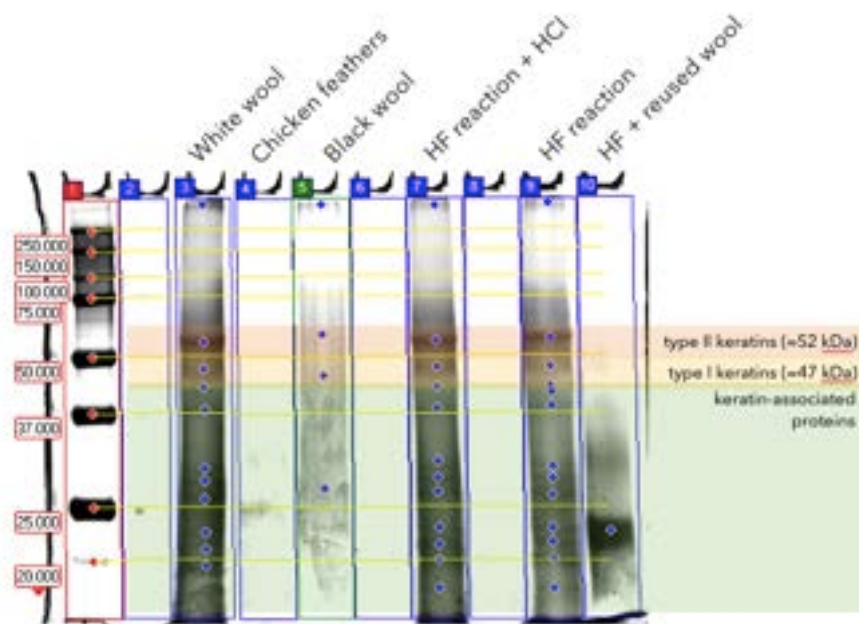 White wool
Chicken feathers
Black wool
HF reaction + HCl
HF reaction
HF + reused wool
1 2 3 4 5 6 7 8 9 10
250.000
150.000
100.000
75.000
50.000
37.000
25.000
20.000
type II keratins (≈52 kDa)
type I keratins (≈47 kDa)
keratin-associated
proteins